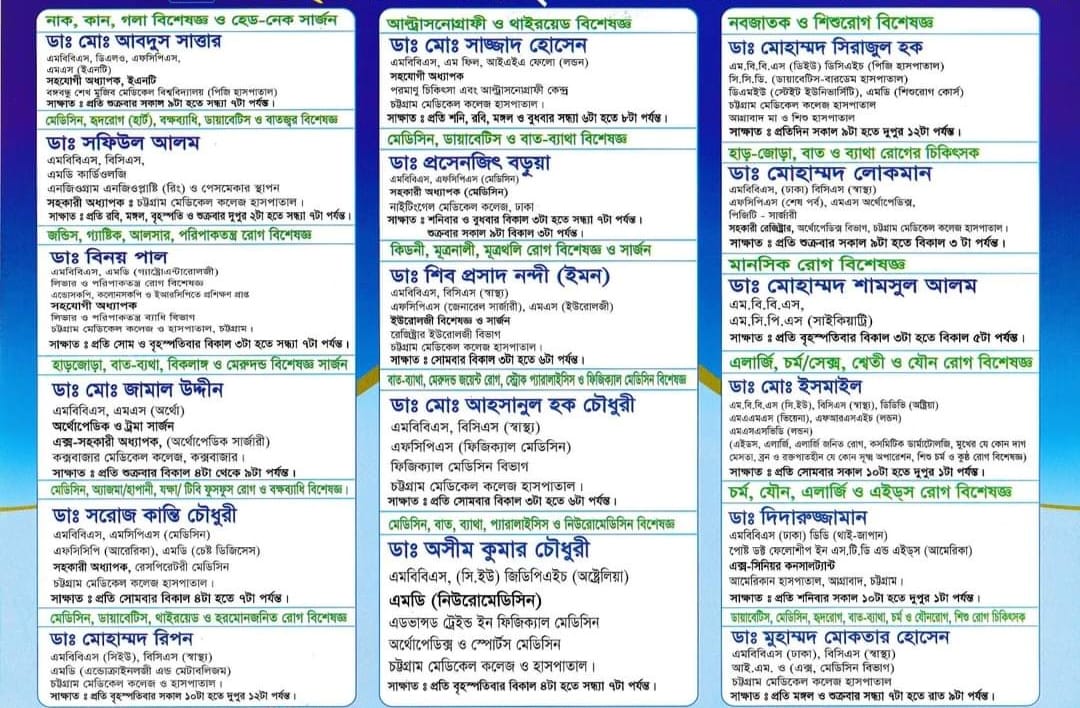 নাক, কান, গলা বিশেষজ্ঞ ও হেড-নেক সার্জন
ডাঃ মোঃ আবদুস সাত্তার
এমবিবিএস, ডিএলও, এফসিপিএস,
এমএস (ইএনটি)
সহযোগী অধ্যাপক, ইএনটি
বঙ্গবন্ধু শেখ মুজিব মেডিকেল বিশ্ববিদ্যালয় (পিজি হাসপাতাল)
সাক্ষাত ঃ প্রতি শুক্রবার সকাল ৯টা হতে সন্ধ্যা ৭টা পর্যন্ত।
মেডিসিন, হৃদরোগ (হার্ট), বক্ষব্যাধি, ডায়াবেটিস ও বাতজ্বর বিশেষজ্ঞ
ডাঃ সফিউল আলম
এমবিবিএস, বিসিএস,
এমডি কার্ডিওলজি
এনজিওগ্রাম এনজিওপ্লাষ্টি (রিং) ও পেসমেকার স্থাপন
সহকারী অধ্যাপক ঃ চট্টগ্রাম মেডিকেল কলেজ হাসপাতাল।
সাক্ষাত ঃ প্রতি রবি, মঙ্গল, বৃহস্পতি ও শুক্রবার দুপুর ২টা হতে সন্ধ্যা ৭টা পর্যন্ত।
জন্ডিস, গ্যাষ্টিক, আলসার, পরিপাকতন্ত্র রোগ বিশেষজ্ঞ
ডাঃ বিনয় পাল
এমবিবিএস, এমডি (গ্যাস্ট্রোএন্টারোলজী)
লিভার ও পরিপাকতন্ত্র রোগ বিশেষজ্ঞ
এন্ডোসকপি, কলোনসকপি ও ইআরসিপিতে প্রশিক্ষণ প্রাপ্ত
সহযোগী অধ্যাপক
লিভার ও পরিপাকতন্ত্র ব্যাধি বিভাগ
চট্টগ্রাম মেডিকেল কলেজ ও হাসপাতাল, চট্টগ্রাম।
সাক্ষাত ঃ প্রতি সোম ও বৃহস্পতিবার বিকাল ৩টা হতে সন্ধ্যা ৭টা পর্যন্ত।
হাড়জোড়া, বাত-ব্যথা, বিকলাঙ্গ ও মেরুদন্ড বিশেষজ্ঞ সার্জন
ডাঃ মোঃ জামাল উদ্দীন
এমবিবিএস, এমএস (অর্থো)
অর্থোপেডিক ও ট্রমা সার্জন
এক্স-সহকারী অধ্যাপক, (অর্থোপেডিক সার্জারী)
কক্সবাজার মেডিকেল কলেজ, কক্সবাজার।
সাক্ষাত ঃ প্রতি শুক্রবার বিকাল ৪টা থেকে ৯টা পর্যন্ত।
মেডিসিন, অ্যাজমা/হাপানী, যক্ষা/ টিবি ফুসফুস রোগ ও বক্ষব্যাধি বিশেষজ্ঞ।
ডাঃ সরোজ কান্তি চৌধুরী
এমবিবিএস, এমসিপিএস (মেডিসিন)
এফসিসিপি (আরেরিকা), এমডি (চেষ্ট ডিজিসেস)
সহকারী অধ্যাপক, রেসপিরেটরী মেডিসিন
চট্টগ্রাম মেডিকেল কলেজ হাসপাতাল।
সাক্ষাত ঃ প্রতি সোমবার বিকাল ৪টা হতে ৭টা পর্যন্ত।
মেডিসিন, ডায়াবেটিস, থাইরয়েড ও হরমোনজনিত রোগ বিশেষজ্ঞ
ডাঃ মোহাম্মদ রিপন
এমবিবিএস (সিইউ), বিসিএস (স্বাস্থ্য)
এমডি (এন্ডোক্রাইনলজী এন্ড মেটাবলিজম)
চট্টগ্রাম মেডিকেল কলেজ ও হাসপাতাল।
সাক্ষাত ঃ প্রতি বৃহস্পতিবার সকাল ১০টা হতে দুপুর ১২টা পর্যন্ত।
আল্ট্রাসনোগ্রাফী ও থাইরয়েড বিশেষজ্ঞ
ডাঃ মোঃ সাজ্জাদ হোসেন
এমবিবিএস, এম ফিল, আইএইএ ফেলো (লন্ডন)
সহযোগী অধ্যাপক
পরমাণু চিকিৎসা এবং আল্ট্রাসনোগ্রাফী কেন্দ্র
চট্টগ্রাম মেডিকেল কলেজ হাসপাতাল।
সাক্ষাত ঃ প্রতি শনি, রবি, মঙ্গল ও বুধবার সন্ধ্যা ৬টা হতে ৮টা পর্যন্ত।
মেডিসিন, ডায়াবেটিস ও বাত-ব্যাথা বিশেষজ্ঞ
ডাঃ প্রসেনজিৎ বড়ুয়া
এমবিবিএস, এফসিপিএস (মেডিসিন)
সহকারী অধ্যাপক (মেডিসিন)
নাইটিংগেল মেডিকেল কলেজ, ঢাকা
সাক্ষাত ঃ শনিবার ও বুধবার বিকাল ৩টা হতে সন্ধ্যা ৭টা পর্যন্ত।
শুক্রবার সকাল ৯টা বিকাল ৩টা পর্যন্ত।
কিডনী, মূত্রনালী, মূত্রথলি রোগ বিশেষজ্ঞ ও সার্জন
ডাঃ শিব প্রসাদ নন্দী (ইমন)
এমবিবিএস, বিসিএস (স্বাস্থ্য)
এফসিপিএস (জেনারেল সার্জারী), এমএস (ইউরোলজী)
ইউরোলজী বিশেষজ্ঞ ও সার্জন
রেজিষ্ট্রার ইউরোলজী বিভাগ
চট্টগ্রাম মেডিকেল কলেজ হাসপাতাল।
সাক্ষাত ঃ সোমবার বিকাল ৩টা হতে ৬টা পর্যন্ত।
বাত-ব্যাথা, মেরুদন্ড জয়েন্ট রোগ, স্ট্রোক প্যারালাইসিস ও ফিজিক্যাল মেডিসিন বিশেষজ্ঞ
ডাঃ মোঃ আহসানুল হক চৌধুরী
এমবিবিএস, বিসিএস (স্বাস্থ্য)
এফসিপিএস (ফিজিক্যাল মেডিসিন)
ফিজিক্যাল মেডিসিন বিভাগ
চট্টগ্রাম মেডিকেল কলেজ হাসপাতাল।
সাক্ষাত ঃ প্রতি সোমবার বিকাল ৩টা হতে ৬টা পর্যন্ত।
মেডিসিন, বাত, ব্যাথা, প্যারালাইসিস ও নিউরোমেডিসিন বিশেষজ্ঞ
ডাঃ অসীম কুমার চৌধুরী
এমবিবিএস, (সি.ইউ) জিডিপিএইচ (অষ্ট্রেলিয়া)
এমডি (নিউরোমেডিসিন)
এডভান্সড ট্রেইন্ড ইন ফিজিক্যাল মেডিসিন
অর্থোপেডিক্স ও স্পোর্টস মেডিসিন
চট্টগ্রাম মেডিকেল কলেজ ও হাসপাতাল।
সাক্ষাত ঃ প্রতি বৃহস্পতিবার বিকাল ৪টা হতে সন্ধ্যা ৭টা পর্যন্ত।
নবজাতক ও শিশুরোগ বিশেষজ্ঞ
ডাঃ মোহাম্মদ সিরাজুল হক
এম.বি.বি.এস (ডিইউ) ডিসিএইচ (পিজি হাসপাতাল)
সি.সি.ডি. (ডায়াবেটিস-বারডেম হাসপাতাল)
ডিএমইউ (স্টেইট ইউনিভার্সিটি), এমডি (শিশুরোগ কোর্স)
চট্টগ্রাম মেডিকেল কলেজ হাসপাতাল
আগ্রাবাদ মা ও শিশু হাসপাতাল
সাক্ষাত ঃ প্রতিদিন সকাল ৯টা হতে দুপুর ১২টা পর্যন্ত।
হাড়-জোড়া, বাত ও ব্যাথা রোগের চিকিৎসক
ডাঃ মোহাম্মদ লোকমান
এমবিবিএস, (ঢাকা) বিসিএস (স্বাস্থ্য)
এফসিপিএস (শেষ পর্ব), এমএস অর্থোপেডিক্স,
পিজিটি - সার্জারী
সহকারী রেজিষ্ট্রার, অর্থোপেডিক্স বিভাগ, চট্টগ্রাম মেডিকেল কলেজ হাসপাতাল।
সাক্ষাত ঃ প্রতি শুক্রবার সকাল ৯টা হতে বিকাল ৩ টা পর্যন্ত।
মানসিক রোগ বিশেষজ্ঞ
ডাঃ মোহাম্মদ শামসুল আলম
এম.বি.বি.এস,
এম.সি.পি.এস (সাইকিয়াট্রি)
সাক্ষাত ঃ প্রতি বৃহস্পতিবার বিকাল ৩টা হতে বিকাল ৫টা পর্যন্ত।
এলার্জি, চর্ম/সেক্স, শ্বেতী ও যৌন রোগ বিশেষজ্ঞ
ডাঃ মোঃ ইসমাইল
এম.বি.বি.এস (সি.ইউ), বিসিএস (স্বাস্থ্য), ডিডিভি (অষ্ট্রিয়া)
এমএএমএস (ভিয়েনা), এফআরএসএইচ (লন্ডন)
এমএসএসভিডি (লন্ডন)
(এইডস, এলার্জি, এলার্জি জনিত রোগ, কসমিটিক ডার্মাটোলজি, মুখের যে কোন দাগ
মেসতা, ব্রন ও রক্তপাতহীন যে কোন সূক্ষ্ম অপারেশন, শিশু চর্ম ও কুষ্ঠ রোগ বিশেষজ্ঞ)
সাক্ষাত ঃ প্রতি সোমবার সকাল ১০টা হতে দুপুর ১টা পর্যন্ত।
চর্ম, যৌন, এলার্জি ও এইড্‌স রোগ বিশেষজ্ঞ
ডাঃ দিদারুজ্জামান
এমবিবিএস (ঢাকা) ডিডি (থাই-জাপান)
পোষ্ট ডক্ট ফেলোশীপ ইন এস.টি.ডি এন্ড এইড্‌স (আমেরিকা)
এক্স-সিনিয়র কনসালট্যান্ট
আমেরিকান হাসপাতাল, আগ্রাবাদ, চট্টগ্রাম।
সাক্ষাত ঃ প্রতি শনিবার সকাল ১০টা হতে দুপুর ১টা পর্যন্ত।
ডায়াবেটিস, মেডিসিন, হৃদরোগ, বাত-ব্যাথা, চর্ম ও যৌনরোগ, শিশু রোগ চিকিৎসক
ডাঃ মুহাম্মদ মোকতার হোসেন
এমবিবিএস (ঢাকা), বিসিএস (স্বাস্থ্য)
আই.এম. ও (এক্স, মেডিসিন বিভাগ)
চট্টগ্রাম মেডিকেল কলেজ হাসপাতাল
সাক্ষাত ঃ প্রতি মঙ্গল ও শুক্রবার সন্ধ্যা ৭টা হতে রাত ৯টা পর্যন্ত।